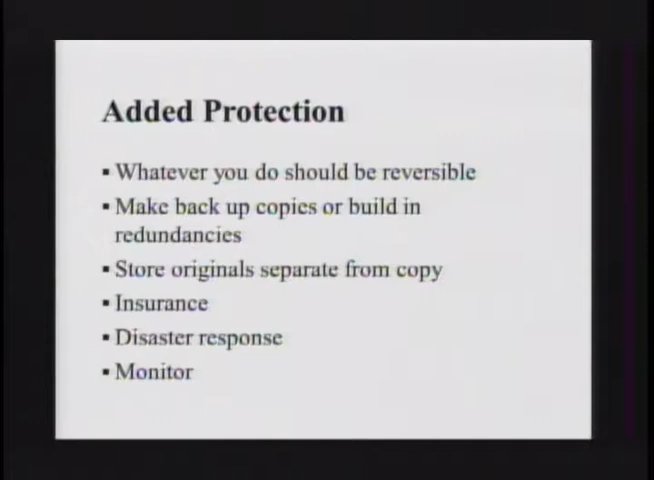 Added Protection
▪ Whatever you do should be reversible
▪ Make back up copies or build in
redundancies
▪ Store originals separate from copy
▪ Insurance
▪ Disaster response
▪ Monitor